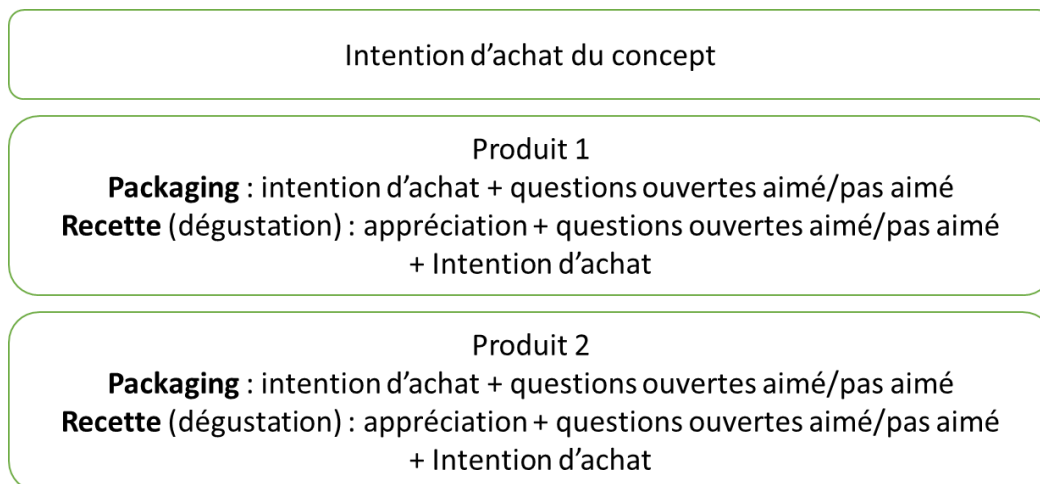 Intention d’achat du concept
Produit 1
Packaging : intention d’achat + questions ouvertes aimé/pas aimé
Recette (dégustation) : appréciation + questions ouvertes aimé/pas aimé
+ Intention d’achat
Produit 2
Packaging : intention d’achat + questions ouvertes aimé/pas aimé
Recette (dégustation) : appréciation + questions ouvertes aimé/pas aimé
+ Intention d’achat